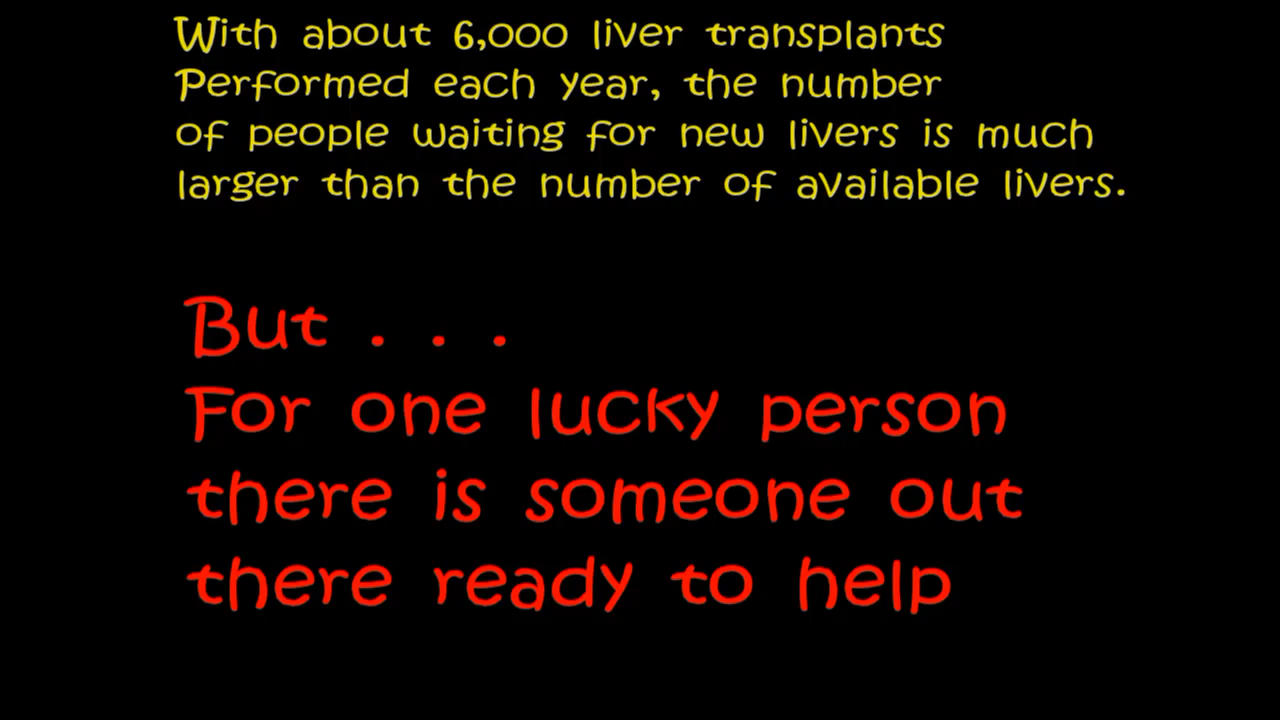 With about 6,000 liver transplants
Performed each year, the number
of people waiting for new livers is much
larger than the number of available livers.
But . . .
For one lucky person
there is someone out
there ready to help